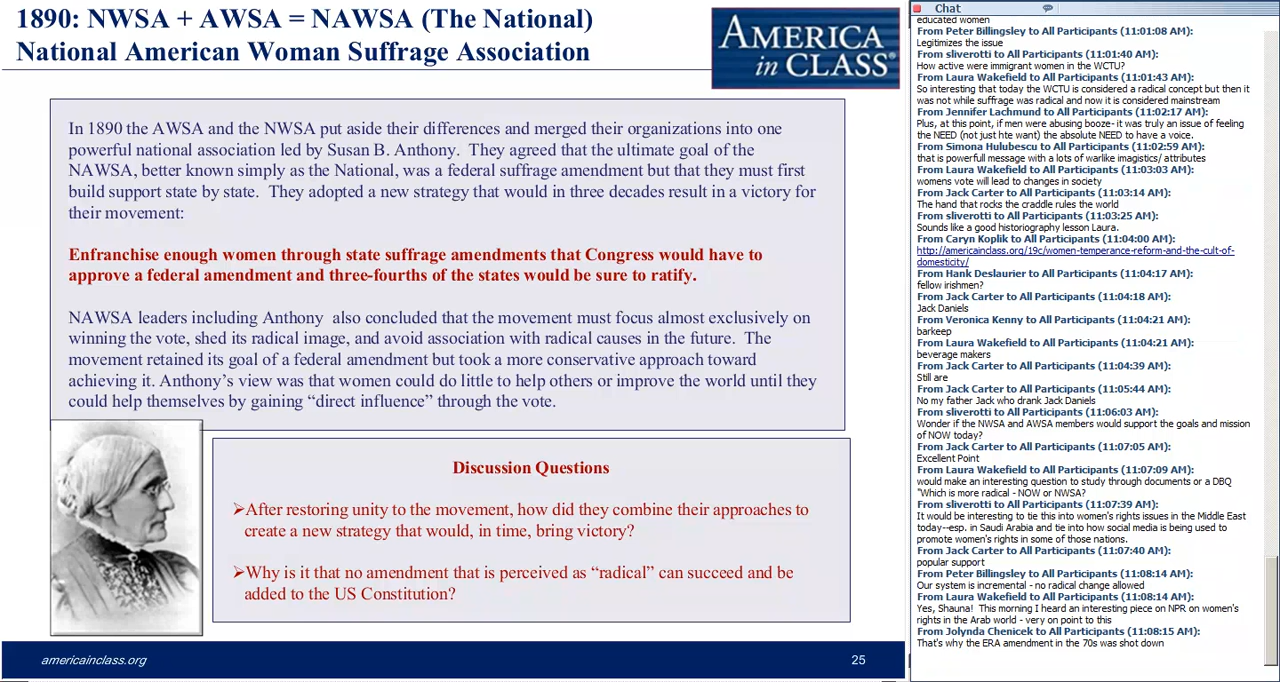 1890: NWSA + AWSA = NAWSA (The National)
National American Woman Suffrage Association
AMERICA
in CLASS®
In 1890 the AWSA and the NWSA put aside their differences and merged their organizations into one
powerful national association led by Susan B. Anthony. They agreed that the ultimate goal of the
NAWSA, better known simply as the National, was a federal suffrage amendment but that they must first
build support state by state. They adopted a new strategy that would in three decades result in a victory for
their movement:
Enfranchise enough women through state suffrage amendments that Congress would have to
approve a federal amendment and three-fourths of the states would be sure to ratify.
NAWSA leaders including Anthony also concluded that the movement must focus almost exclusively on
winning the vote, shed its radical image, and avoid association with radical causes in the future. The
movement retained its goal of a federal amendment but took a more conservative approach toward
achieving it. Anthony's view was that women could do little to help others or improve the world until they
could help themselves by gaining “direct influence” through the vote.
Discussion Questions
➢After restoring unity to the movement, how did they combine their approaches to
create a new strategy that would, in time, bring victory?
➢Why is it that no amendment that is perceived as “radical” can succeed and be
added to the US Constitution?
americainclass.org
25
Chat
educated women
From Peter Billingsley to All Participants (11:01:08 AM):
Legitimizes the issue
From sliverotti to All Participants (11:01:40 AM):
How active were immigrant women in the WCTU?
From Laura Wakefield to All Participants (11:01:43 AM):
So interesting that today the WCTU is considered a radical concept but then it
was not while suffrage was radical and now it is considered mainstream
From Jennifer Lachmund to All Participants (11:02:17 AM):
Plus, at this point, if men were abusing booze- it was truly an issue of feeling
the NEED (not just hte want) the absolute NEED to have a voice.
From Simona Hulubescu to All Participants (11:02:59 AM):
that is powerfull message with a lots of warlike imagistics/ attributes
From Laura Wakefield to All Participants (11:03:03 AM):
womens vote will lead to changes in society
From Jack Carter to All Participants (11:03:14 AM):
The hand that rocks the craddle rules the world
From sliverotti to All Participants (11:03:25 AM):
Sounds like a good historiography lesson Laura.
From Caryn Koplik to All Participants (11:04:00 AM):
http://americainclass.org/19c/women-temperance-reform-and-the-cult-of-
domesticity/
From Hank Deslaurier to All Participants (11:04:17 AM):
fellow irishmen?
From Jack Carter to All Participants (11:04:18 AM):
Jack Daniels
From Veronica Kenny to All Participants (11:04:21 AM):
barkeep
From Laura Wakefield to All Participants (11:04:21 AM):
beverage makers
From Jack Carter to All Participants (11:04:39 AM):
Still are
From Jack Carter to All Participants (11:05:44 AM):
No my father Jack who drank Jack Daniels
From sliverotti to All Participants (11:06:03 AM):
Wonder if the NWSA and AWSA members would support the goals and mission
of NOW today?
From Jack Carter to All Participants (11:07:05 AM):
Excellent Point
From Laura Wakefield to All Participants (11:07:09 AM):
would make an interesting question to study through documents or a DBQ
"Which is more radical - NOW or NWSA?
From sliverotti to All Participants (11:07:39 AM):
It would be interesting to tie this into women's rights issues in the Middle East
today--esp. in Saudi Arabia and tie into how social media is being used to
promote women's rights in some of those nations.
From Jack Carter to All Participants (11:07:40 AM):
popular support
From Peter Billingsley to All Participants (11:08:14 AM):
Our system is incremental - no radical change allowed
From Laura Wakefield to All Participants (11:08:14 AM):
Yes, Shauna! This morning I heard an interesting piece on NPR on women's
rights in the Arab world - very on point to this
From Jolynda Chenicek to All Participants (11:08:15 AM):
That's why the ERA amendment in the 70s was shot down